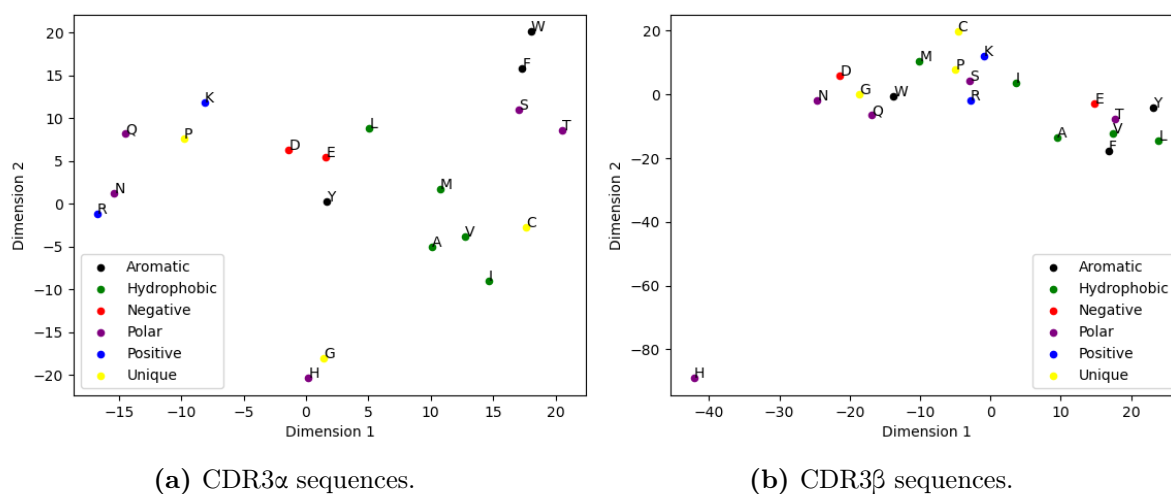 20
15
10
5
0
−5
−10
−15
−20
Dimension 2
W
F
S
T
K
Q
P
D
E
L
N
R
Y
M
C
V
A
I
G
H
Aromatic
Hydrophobic
Negative
Polar
Positive
Unique
−15
−10
−5
0
5
10
15
20
Dimension 1
(a) CDR3α sequences.
20
0
−20
−40
−60
−80
Dimension 2
C
K
M
P
D
S
I
G
W
N
R
Q
E
Y
T
V
A
F
L
H
Aromatic
Hydrophobic
Negative
Polar
Positive
Unique
−40
−30
−20
−10
0
10
20
Dimension 1
(b) CDR3β sequences.